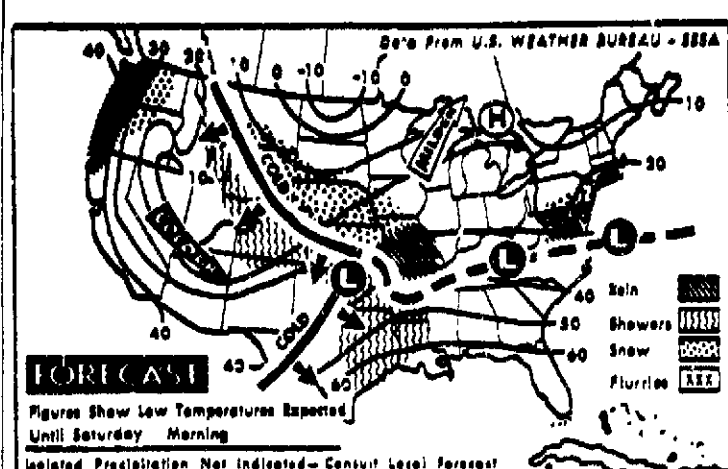 Data From U.S. WEATHER BUREAU - ESSA
40 30 20 10 0 -10 -10 0
10
H
MILDER
COLD
20
L
L
L
COLD
40
50
60
40
40
60
Rain
Showers
Snow
Flurries
FORECAST
Figures Show Low Temperatures Expected
Until Saturday Morning
Isolated Precipitation Not Indicated - Consult Local Forecast